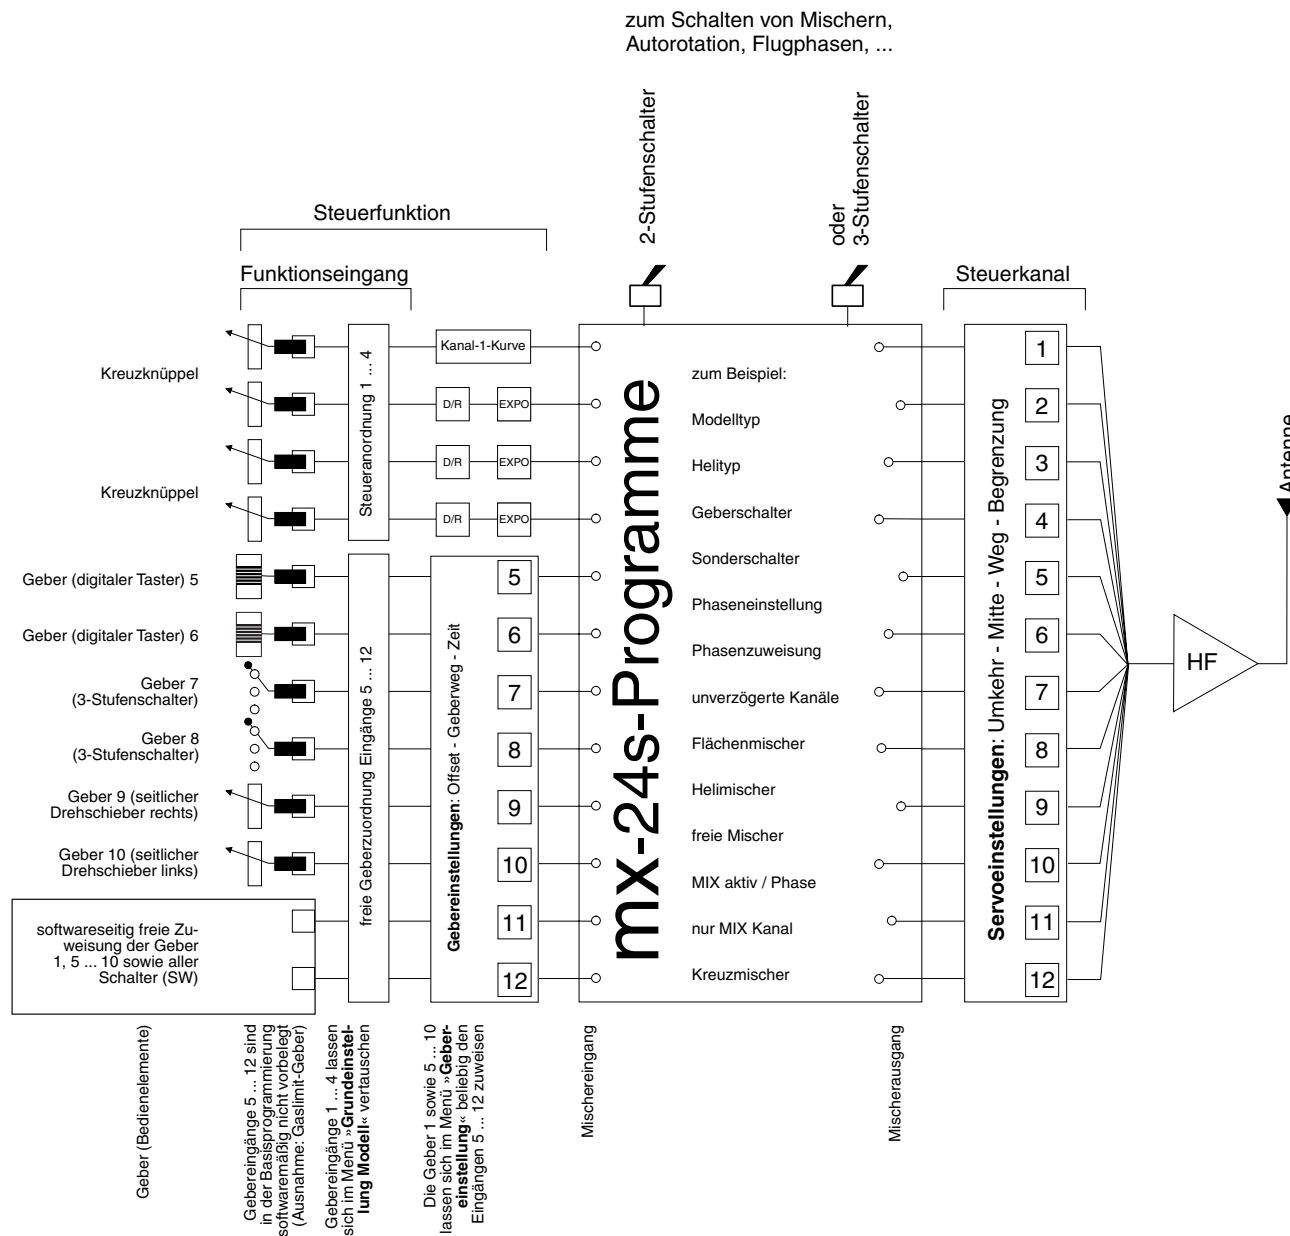 zum Schalten von Mischern,
Autorotation, Flugphasen, ...
2-Stufenschalter
oder
3-Stufenschalter
Steuerfunktion
Funktionseingang
Steuerkanal
Kreuzknüppel
Kreuzknüppel
Geber (digitaler Taster) 5
Geber (digitaler Taster) 6
Geber 7
(3-Stufenschalter)
Geber 8
(3-Stufenschalter)
Geber 9 (seitlicher
Drehschieber rechts)
Geber 10 (seitlicher
Drehschieber links)
softwareseitig freie Zu-
weisung der Geber
1, 5 ... 10 sowie aller
Schalter (SW)
Steueranordnung 1 ... 4
freie Geberzuordnung Eingänge 5 ... 12
Kanal-1-Kurve
D/R
EXPO
D/R
EXPO
D/R
EXPO
Gebereinstellungen: Offset - Geberweg - Zeit
5
6
7
8
9
10
11
12
mx-24s-Programme
zum Beispiel:
Modelltyp
Helityp
Geberschalter
Sonderschalter
Phaseneinstellung
Phasenzuweisung
unverzögerte Kanäle
Flächenmischer
Helimischer
freie Mischer
MIX aktiv / Phase
nur MIX Kanal
Kreuzmischer
Servoeinstellungen: Umkehr - Mitte - Weg - Begrenzung
1
2
3
4
5
6
7
8
9
10
11
12
HF
Antenne
Geber (Bedienelemente)
Gebereingänge 5 ... 12 sind
in der Basisprogrammierung
softwaremäßig nicht vorbelegt
(Ausnahme: Gaslimit-Geber)
Gebereingänge 1 ... 4 lassen
sich im Menü »Grundeinstel-
lung Modell« vertauschen
Die Geber 1 sowie 5 ... 10
lassen sich im Menü »Geber-
einstellung« beliebig den
Eingängen 5 ... 12 zuweisen
Mischereingang
Mischerausgang